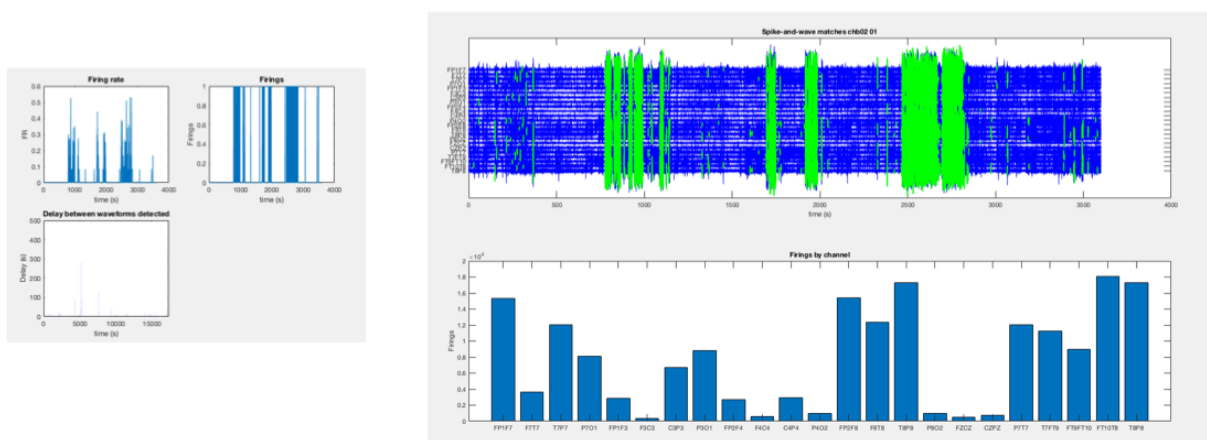 Firing rate
FR
0.6
0.5
0.4
0.3
0.2
0.1
0
0 1000 2000 3000 4000
Firings
Firings
1
0.8
0.6
0.4
0.2
0
0 1000 2000 3000 4000
time (s)
Delay between waveforms detected
Delay (s)
500
400
300
200
100
0
0 5000 10000 15000
time (s)
Spike-and-wave matches chb02 01
FP1F7
FP1F3
T8P8
0 500 1000 1500 2000 2500 3000 3500 4000
time (s)
Firings by channel
Firings
2
1.8
1.6
1.4
1.2
1
0.8
0.6
0.4
0.2
0
FP1F7 F7T7 T7P7 P7O1 FP1F3 F3C3 C3P3 P3O1 FP2F4 F4C4 C4P4 P4O2 FP2F8 F8T8 T8P8 P8O2 FZCZ CZPZ P7T7 T7FT9 FT9FT10 FT10T8 T8P8